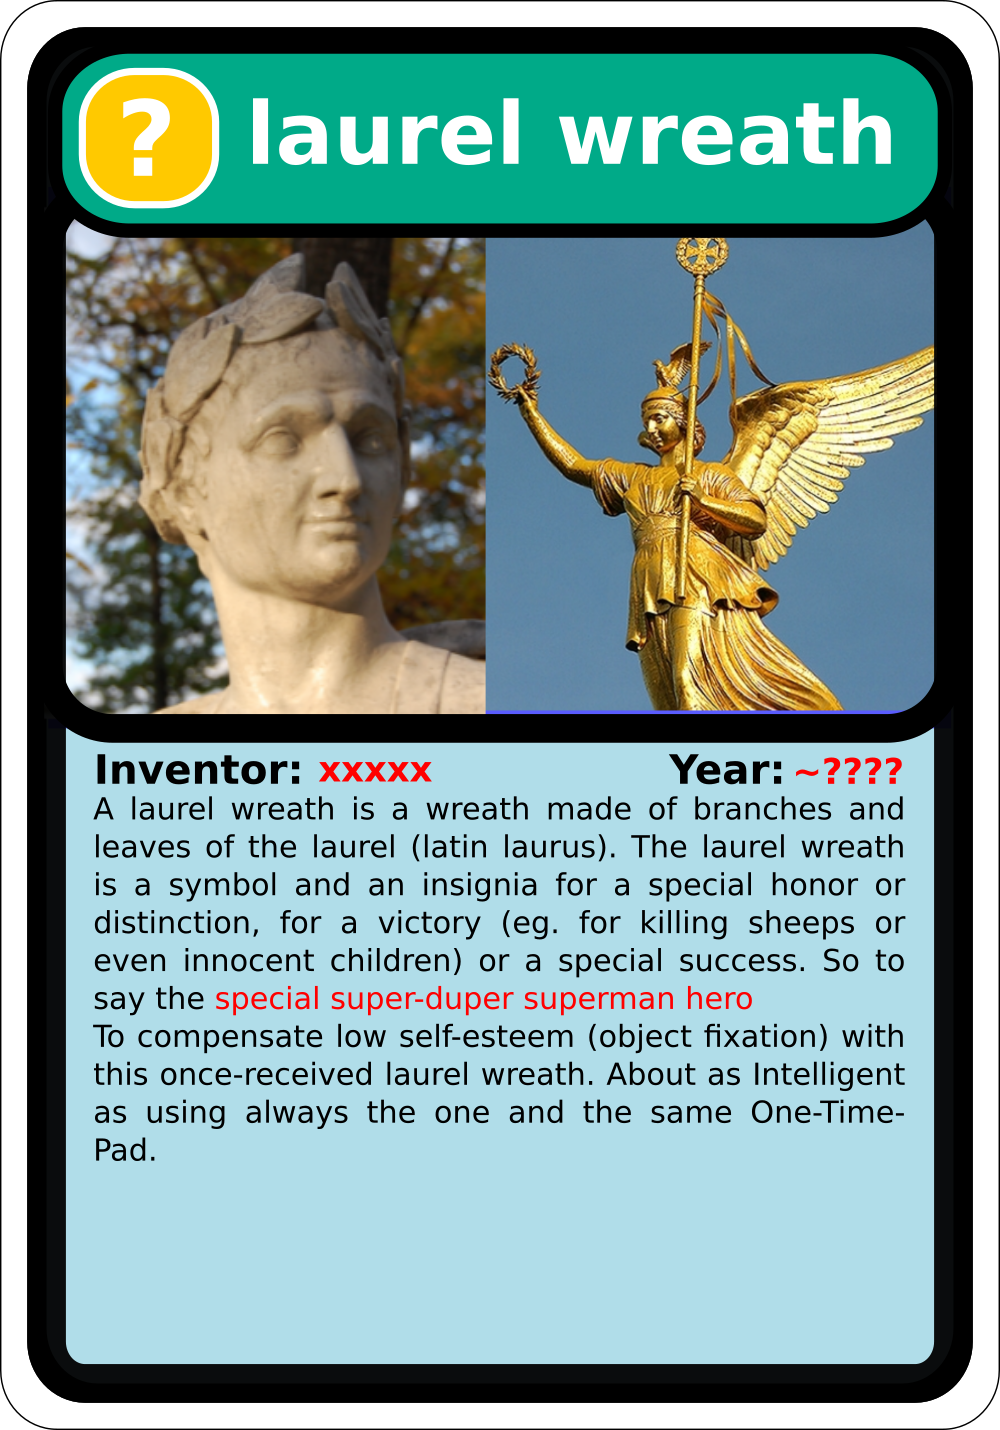 ? laurel wreath
Inventor: xxxxx Year: ~????
A laurel wreath is a wreath made of branches and
leaves of the laurel (latin laurus). The laurel wreath
is a symbol and an insignia for a special honor or
distinction, for a victory (eg. for killing sheeps or
even innocent children) or a special success. So to
say the special super-duper superman hero
To compensate low self-esteem (object fixation) with
this once-received laurel wreath. About as Intelligent
as using always the one and the same One-Time-
Pad.